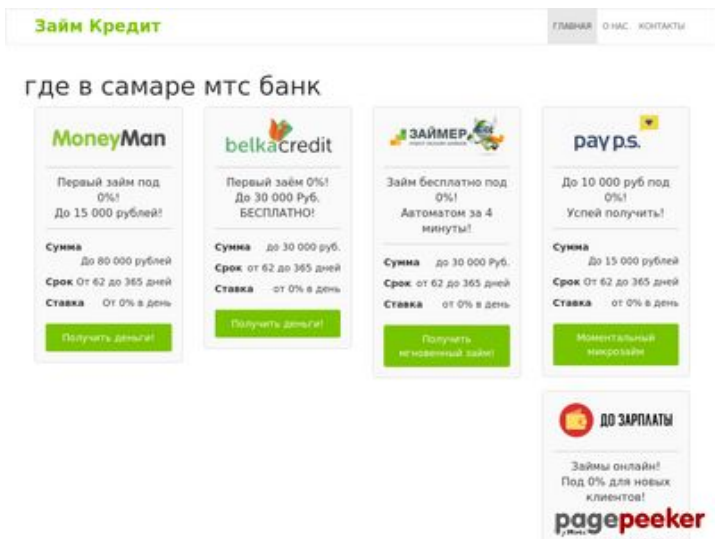 Займ Кредит
ГЛАВНАЯ О НАС КОНТАКТЫ
где в самаре мтс банк
MoneyMan
Первый займ под
0%!
До 15 000 рублей!
Сумма
До 80 000 рублей
Срок От 62 до 365 дней
Ставка От 0% в день
Получить деньги!
belkacredit
Первый заём 0%!
До 30 000 Руб.
БЕСПЛАТНО!
Сумма до 30 000 руб.
Срок от 62 до 365 дней
Ставка от 0% в день
Получить деньги!
ЗАЙМЕР
Займ бесплатно под
0%!
Автоматом за 4
минуты!
Сумма до 30 000 Руб.
Срок от 62 до 365 дней
Ставка от 0% в день
Получить
мгновенный займ!
pay p.s.
До 10 000 руб под
0%!
Успей получить!
Сумма
До 15 000 рублей
Срок От 62 до 365 дней
Ставка от 0% в день
Моментальный
микрозайм
ДО ЗАРПЛАТЫ
Займы онлайн!
Под 0% для новых
клиентов!
pagepeeker